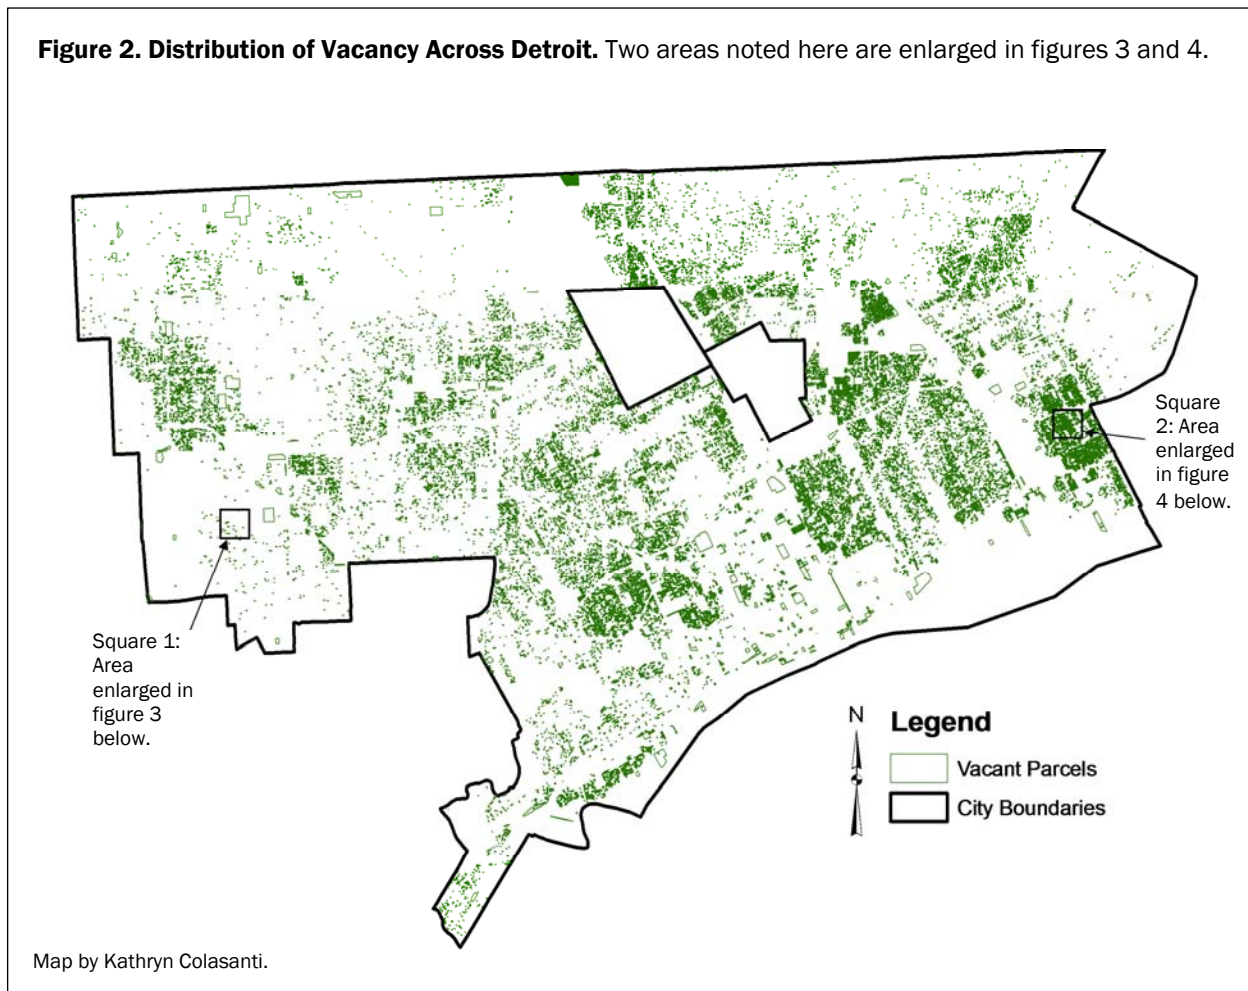 Figure 2. Distribution of Vacancy Across Detroit. Two areas noted here are enlarged in figures 3 and 4.
Square
2: Area
enlarged
in figure
4 below.
Square 1:
Area
enlarged in
figure 3
below.
N
Legend
Vacant Parcels
City Boundaries
Map by Kathryn Colasanti.